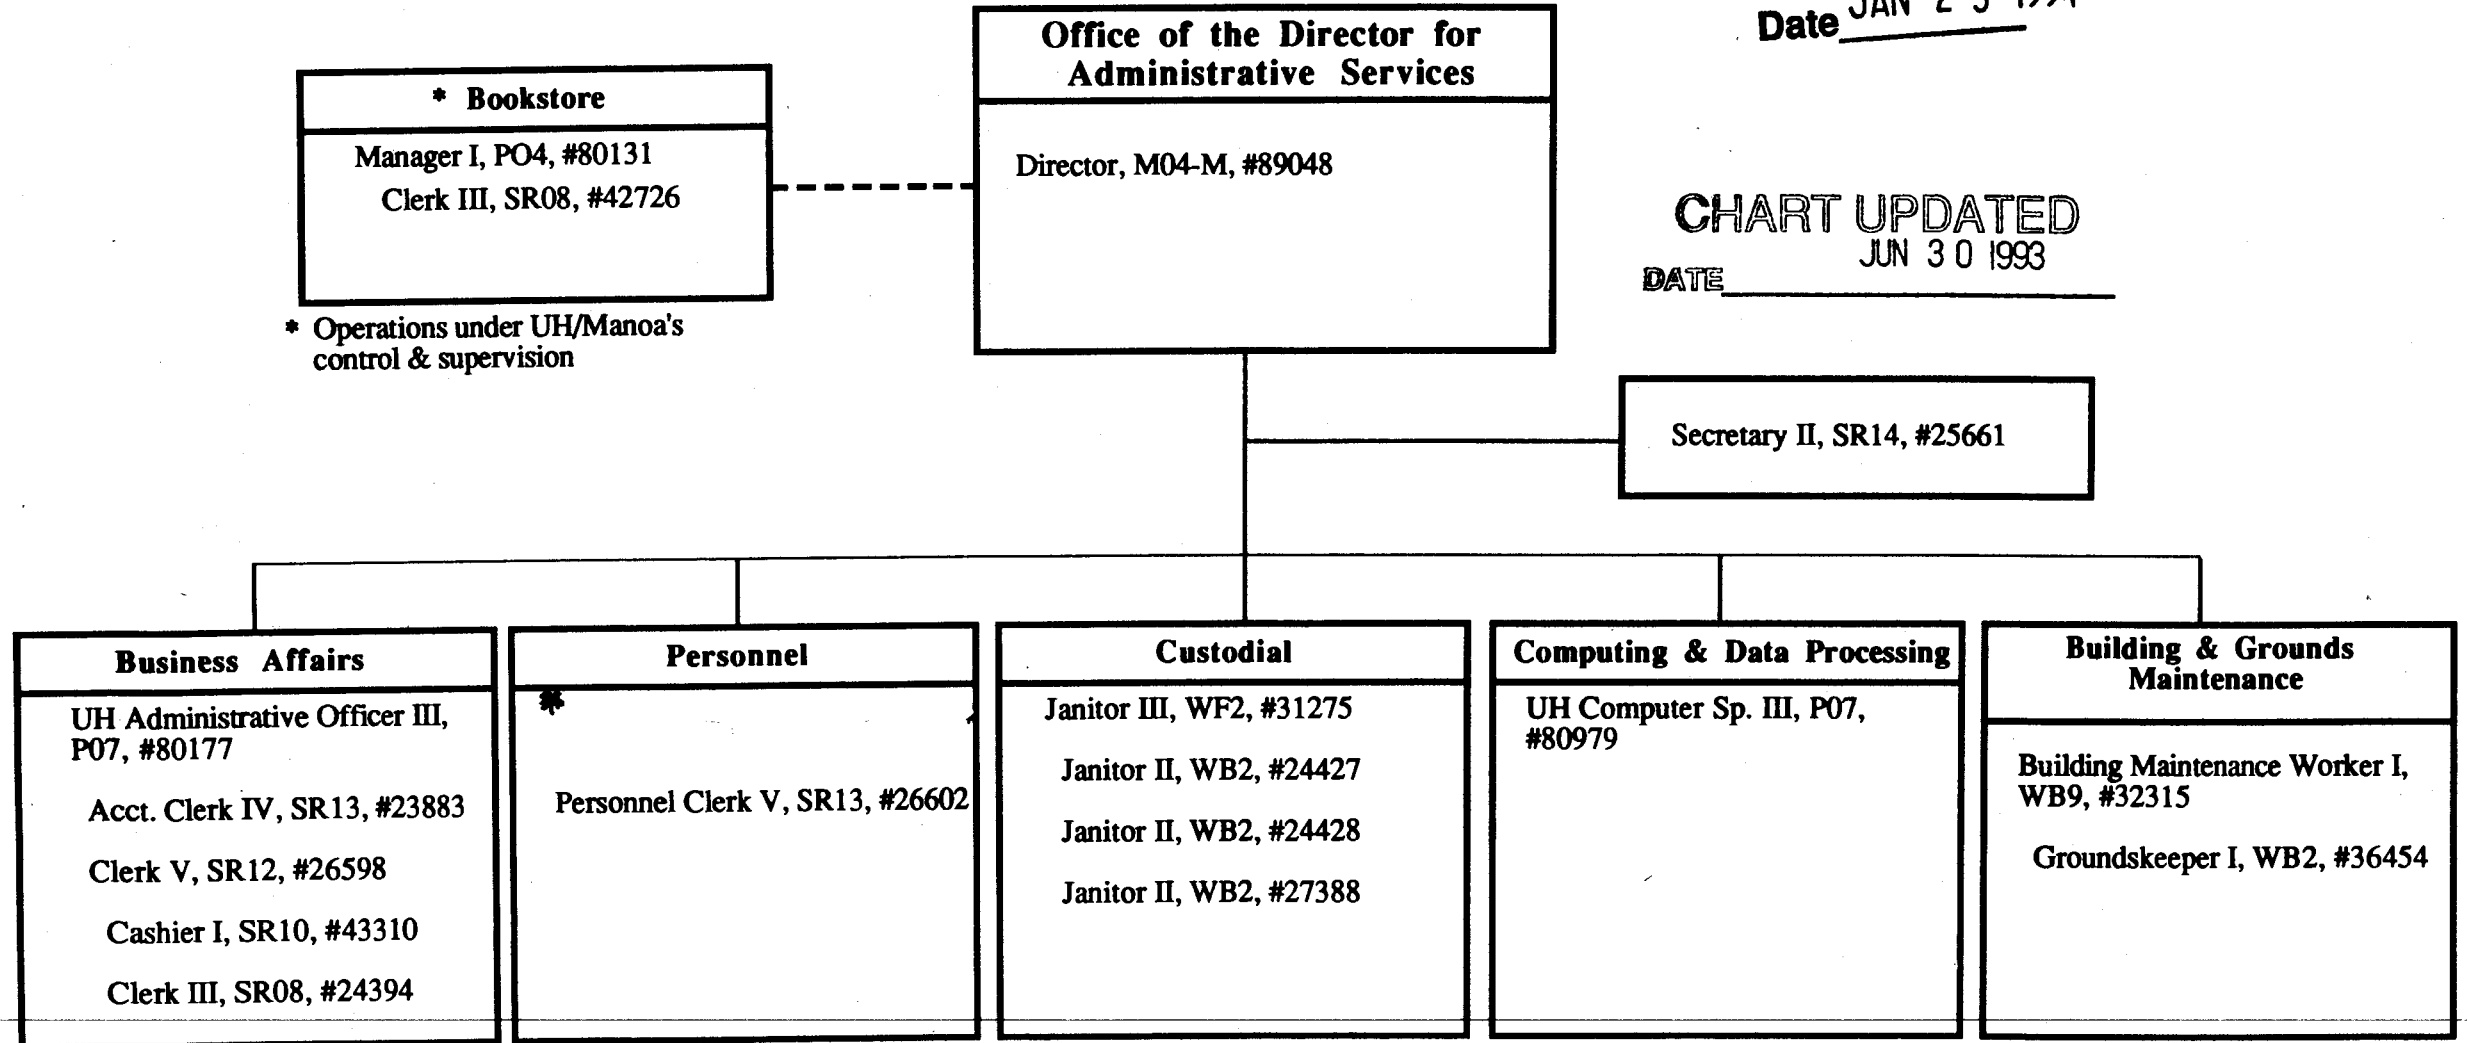 Date
Office of the Director for
Administrative Services
Director, M04-M, #89048
* Bookstore
Manager I, PO4, #80131
Clerk III, SR08, #42726
* Operations under UH/Manoa's
control & supervision
CHART UPDATED
JUN 30 1993
DATE
Secretary II, SR14, #25661
Business Affairs
UH Administrative Officer III,
P07, #80177
Acct. Clerk IV, SR13, #23883
Clerk V, SR12, #26598
Cashier I, SR10, #43310
Clerk III, SR08, #24394
Personnel
*
Personnel Clerk V, SR13, #26602
Custodial
Janitor III, WF2, #31275
Janitor II, WB2, #24427
Janitor II, WB2, #24428
Janitor II, WB2, #27388
Computing & Data Processing
UH Computer Sp. III, P07,
#80979
Building & Grounds
Maintenance
Building Maintenance Worker I,
WB9, #32315
Groundskeeper I, WB2, #36454